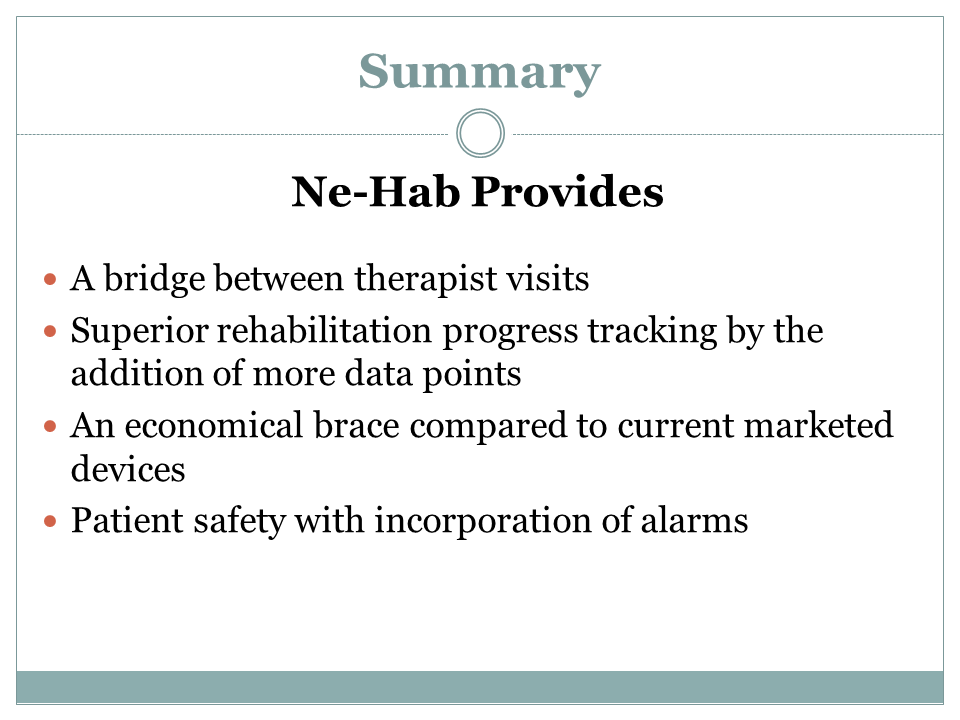 Summary
Ne-Hab Provides
A bridge between therapist visits
Superior rehabilitation progress tracking by the
addition of more data points
An economical brace compared to current marketed
devices
Patient safety with incorporation of alarms